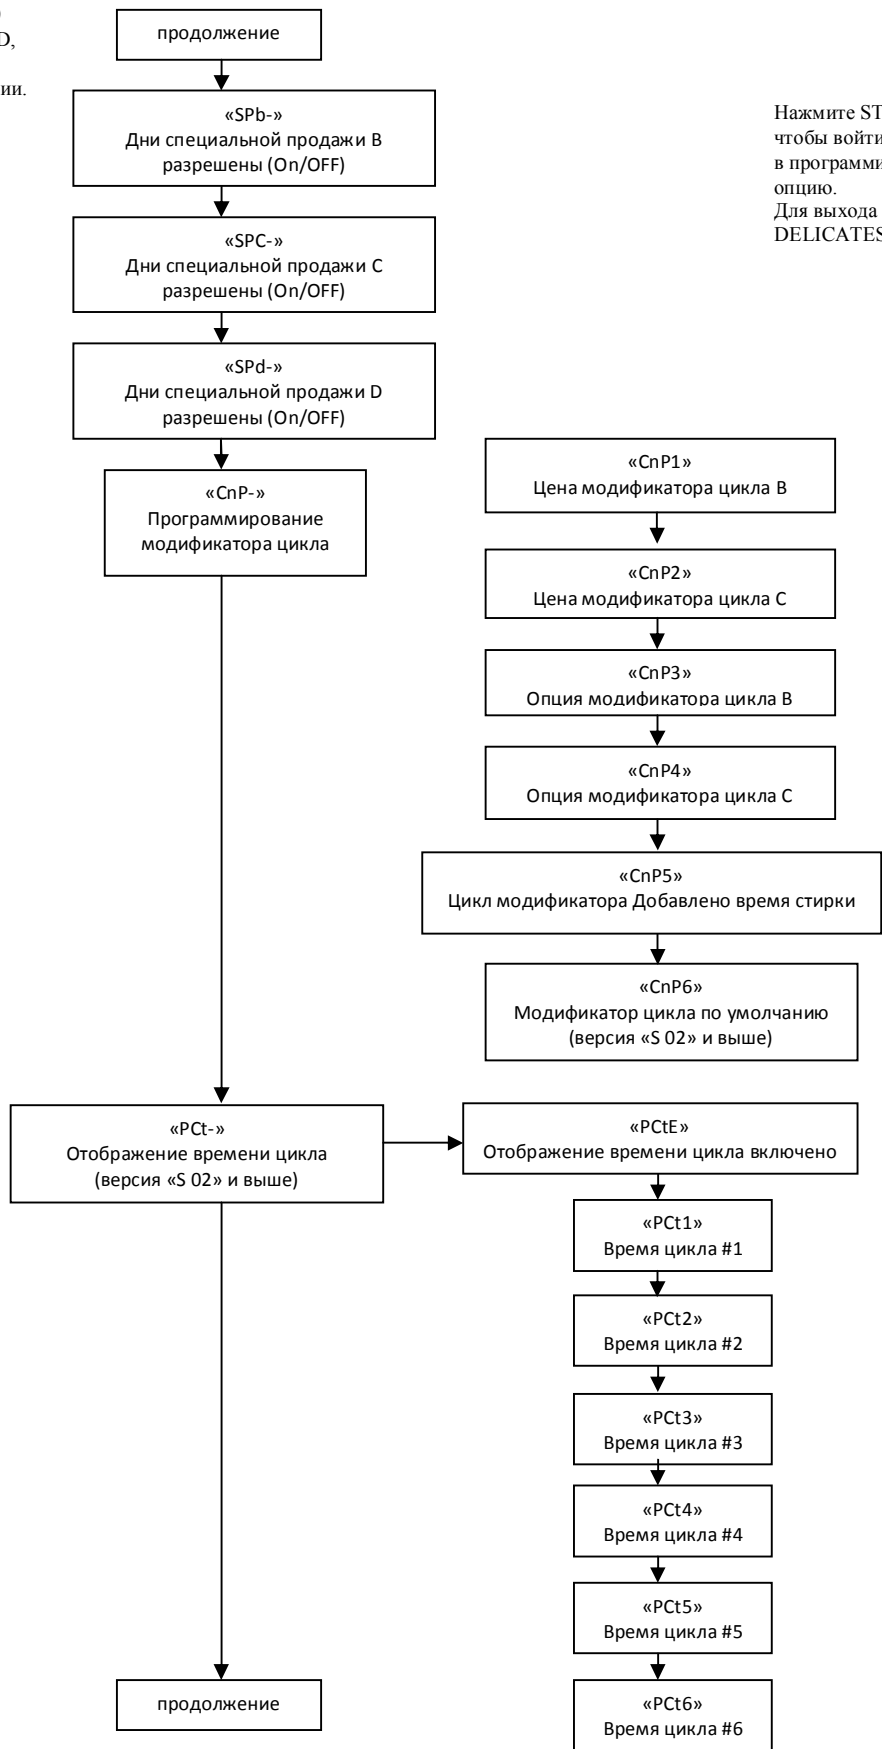 D,
ии.
продолжение
«SPb-»
Дни специальной продажи B
разрешены (On/OFF)
«SPC-»
Дни специальной продажи C
разрешены (On/OFF)
«SPd-»
Дни специальной продажи D
разрешены (On/OFF)
«CnP-»
Программирование
модификатора цикла
Нажмите ST
чтобы войти
в программи
опцию.
Для выхода
DELICATES
«CnP1»
Цена модификатора цикла B
«CnP2»
Цена модификатора цикла C
«CnP3»
Опция модификатора цикла B
«CnP4»
Опция модификатора цикла C
«CnP5»
Цикл модификатора Добавлено время стирки
«CnP6»
Модификатор цикла по умолчанию
(версия «S 02» и выше)
«PCt-»
Отображение времени цикла
(версия «S 02» и выше)
«PCtE»
Отображение времени цикла включено
«PCt1»
Время цикла #1
«PCt2»
Время цикла #2
«PCt3»
Время цикла #3
«PCt4»
Время цикла #4
«PCt5»
Время цикла #5
«PCt6»
Время цикла #6
продолжение